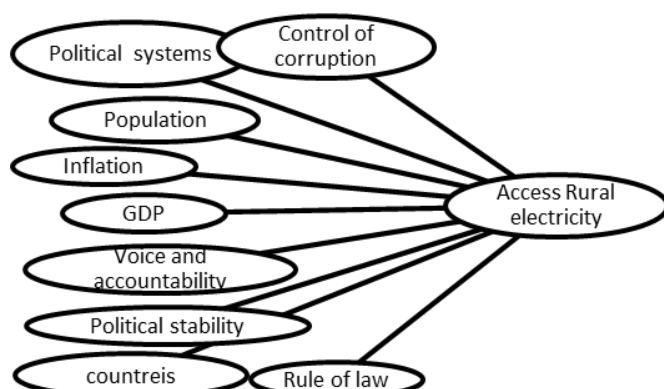 Political systems
Control of
corruption
Population
Inflation
GDP
Access Rural
electricity
Voice and
accountability
Political stability
countreis
Rule of law